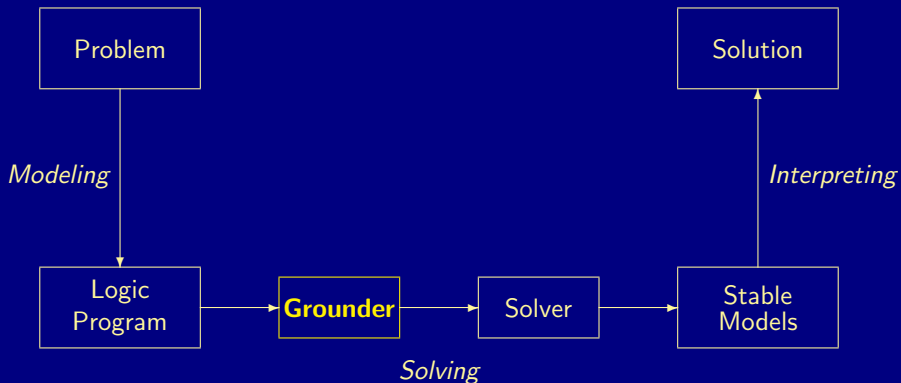 Problem
Solution
Modeling
Interpreting
Logic
Program
Grounder
Solver
Stable
Models
Solving